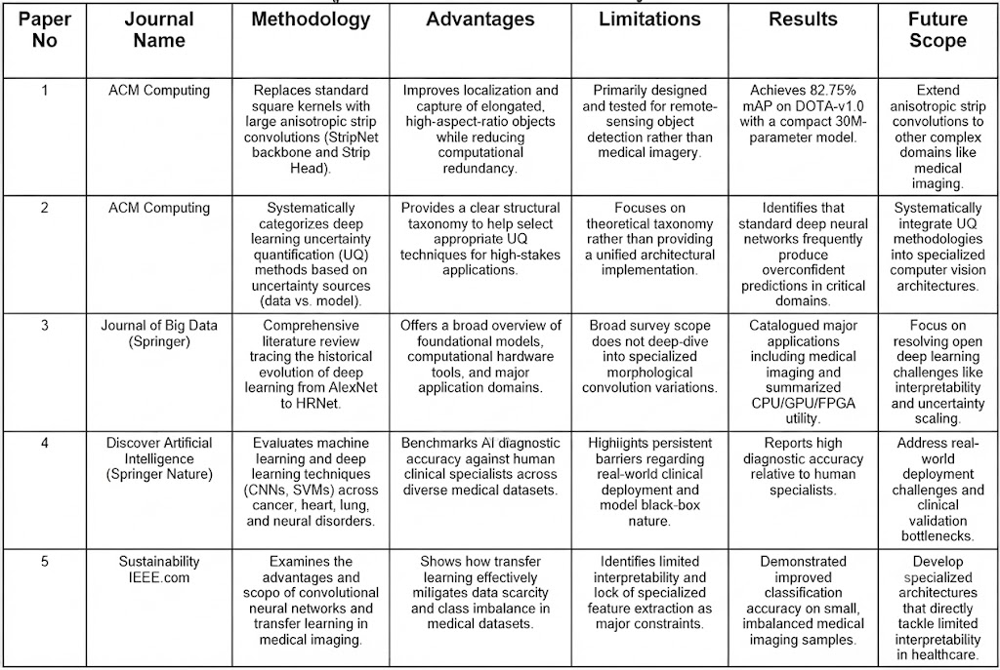 Paper
No
Journal
Name
Methodology
Advantages
Limitations
Results
Future
Scope
1
ACM Computing
Replaces standard
square kernels with
large anisotropic strip
convolutions (StripNet
backbone and Strip
Head).
Improves localization and
capture of elongated,
high-aspect-ratio objects
while reducing
computational
redundancy.
Primarily designed
and tested for remote-
sensing object
detection rather than
medical imagery.
Achieves 82.75%
mAP on DOTA-v1.0
with a compact 30M-
parameter model.
Extend
anisotropic strip
convolutions to
other complex
domains like
medical
imaging.
2
ACM Computing
Systematically
categorizes deep
learning uncertainty
quantification (UQ)
methods based on
uncertainty sources
(data vs. model).
Provides a clear structural
taxonomy to help select
appropriate UQ
techniques for high-stakes
applications.
Focuses on
theoretical taxonomy
rather than providing
a unified architectural
implementation.
Identifies that
standard deep neural
networks frequently
produce
overconfident
predictions in critical
domains.
Systematically
integrate UQ
methodologies
into specialized
computer vision
architectures.
3
Journal of Big Data
(Springer)
Comprehensive
literature review
tracing the historical
evolution of deep
learning from AlexNet
to HRNet.
Offers a broad overview of
foundational models,
computational hardware
tools, and major
application domains.
Broad survey scope
does not deep-dive
into specialized
morphological
convolution variations.
Catalogued major
applications
including medical
imaging and
summarized
CPU/GPU/FPGA
utility.
Focus on
resolving open
deep learning
challenges like
interpretability
and uncertainty
scaling.
4
Discover Artificial
Intelligence
(Springer Nature)
Evaluates machine
learning and deep
learning techniques
(CNNs, SVMs) across
cancer, heart, lung,
and neural disorders.
Benchmarks AI diagnostic
accuracy against human
clinical specialists across
diverse medical datasets.
Highiights persistent
barriers regarding
real-world clinical
deployment and
model black-box
nature.
Reports high
diagnostic accuracy
relative to human
specialists.
Address real-
world
deployment
challenges and
clinical
validation
bottlenecks.
5
Sustainability
IEEE.com
Examines the
advantages and
scope of convolutional
neural networks and
transfer learning in
medical imaging.
Shows how transfer
learning effectively
miligates data scarcity
and class imbalance in
medical datasets.
Identifies limited
interpretability and
lack of specialized
feature extraction as
major constraints.
Demonstrated
improved
classification
accuracy on small,
imbalanced medical
imaging samples.
Develop
specialized
architectures
that directly
tackle limited
interpretability
in healthcare.